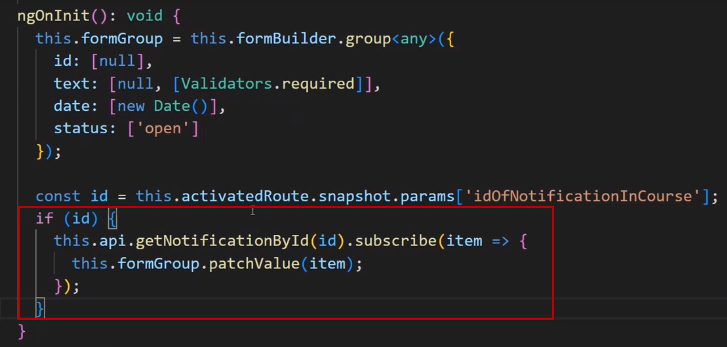 ngOnInit(): void {
this.formGroup = this.formBuilder.group<any>({
id: [null],
text: [null, [Validators.required]],
date: [new Date()],
status: ['open']
});
const id = this.activatedRoute.snapshot.params['idOfNotificationInCourse'];
if (id) {
this.api.getNotificationById(id).subscribe(item => {
this.formGroup.patchValue(item);
});
}
}